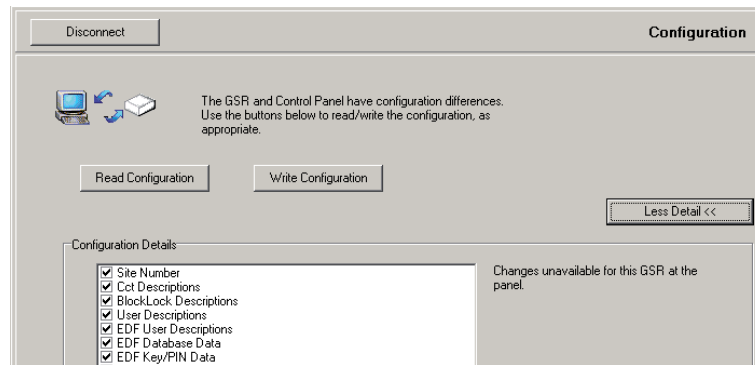 Disconnect
Configuration
The GSR and Control Panel have configuration differences.
Use the buttons below to read/write the configuration, as
appropriate.
Read Configuration
Write Configuration
Less Detail <<
Configuration Details
Site Number
Cct Descriptions
BlockLock Descriptions
User Descriptions
EDF User Descriptions
EDF Database Data
EDF Key/PIN Data
Changes unavailable for this GSR at the
panel.